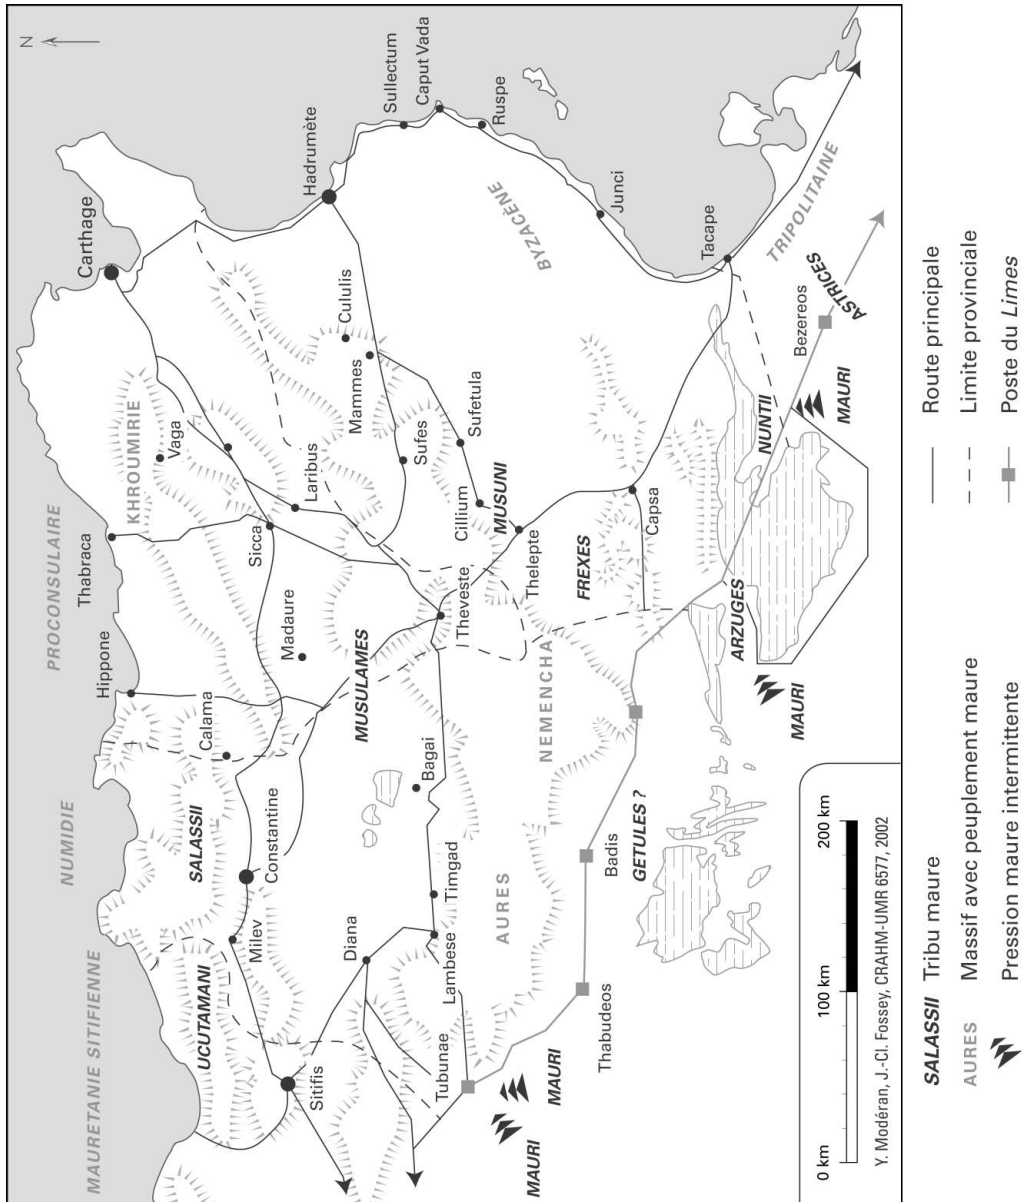 N
MAURETANIE SITIFIENNE
NUMIDIE
PROCONSULAIRE
Hippone
Thabraca
KHROUMIRIE
Carthage
Vaga
UCUTAMANI
SALASSII
Calama
Milev
Constantine
Sitifis
Madaure
Sicca
Laribus
Hadrumète
Cululis
Mammes
Sullectum
Caput Vada
Ruspe
Diana
MUSULAMES
Bagai
Timgad
Lambese
Tubunae
Theveste
Sufes
Sufetula
Cillium
MUSUNI
Thelepte
BYZACÈNE
Junci
AURES
NEMENCHA
FREXES
Capsa
Tacape
TRIPOLITAINE
MAURI
MAURI
Thabudeos
Badis
GETULES ?
ARZUGES
NUNTII
MAURI
MAURI
Bezereos
ASTRICES
0 km
100 km
200 km
Y. Modéran, J.-Cl. Fossey, CRAHM-UMR 6577, 2002
SALASSII Tribu maure
AURES Massif avec peuplement maure
Pression maure intermittente
Route principale
Limite provinciale
Poste du Limes